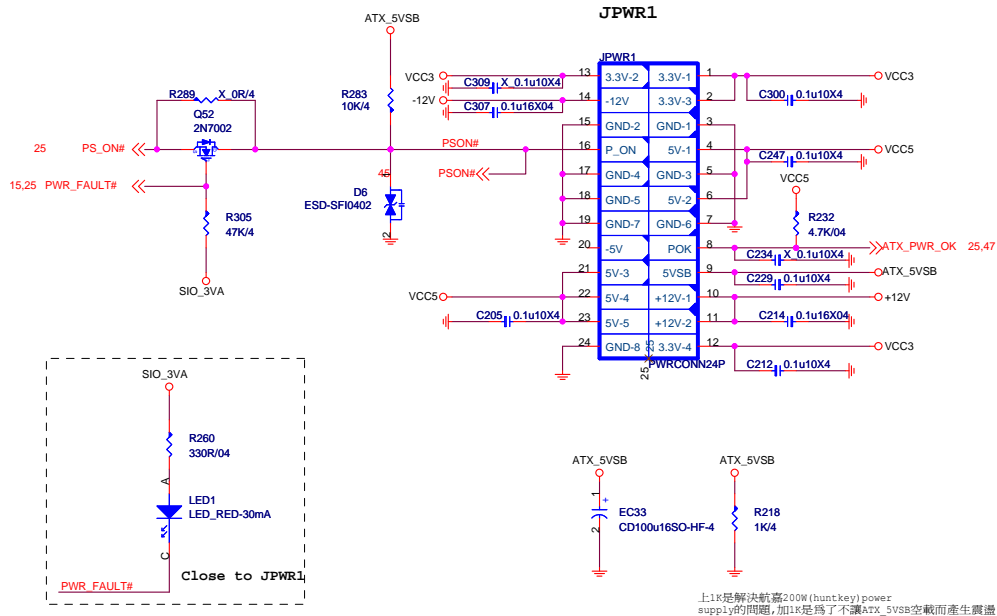 JPWR1
ATX_5VSB
JPWR1
VCC3
13
3.3V-2
3.3V-1
1
VCC3
C309
X_0.1u10X4
R289
X_0R/4
R283
10K/4
-12V
14
-12V
3.3V-3
2
C300
0.1u10X4
C307
0.1u16X04
Q52
2N7002
15
GND-2
GND-1
3
25
PS_ON#
PSON#
16
P_ON
5V-1
4
VCC5
C247
0.1u10X4
45
PSON#
17
GND-4
GND-3
5
15,25
PWR_FAULT#
VCC5
D6
ESD-SFI0402
1
18
GND-5
5V-2
6
R305
47K/4
19
GND-7
GND-6
7
R232
4.7K/04
2
20
-5V
POK
8
ATX_PWR_OK
25,47
C234
X_0.1u10X4
SIO_3VA
21
5V-3
5VSB
9
ATX_5VSB
C229
0.1u10X4
VCC5
22
5V-4
+12V-1
10
+12V
C205
0.1u10X4
23
5V-5
+12V-2
11
C214
0.1u16X04
24
GND-8
3.3V-4
12
VCC3
25
25
PWRCONN24P
C212
0.1u10X4
SIO_3VA
R260
330R/04
A
LED1
LED_RED-30mA
C
Close to JPWR1
PWR_FAULT#
ATX_5VSB
ATX_5VSB
1
+
EC33
CD100u16SO-HF-4
2
R218
1K/4
上1K是解決航嘉200W(huntkey)power
supply的問題,加1K是爲了不讓ATX_5VSB空載而產生震盪